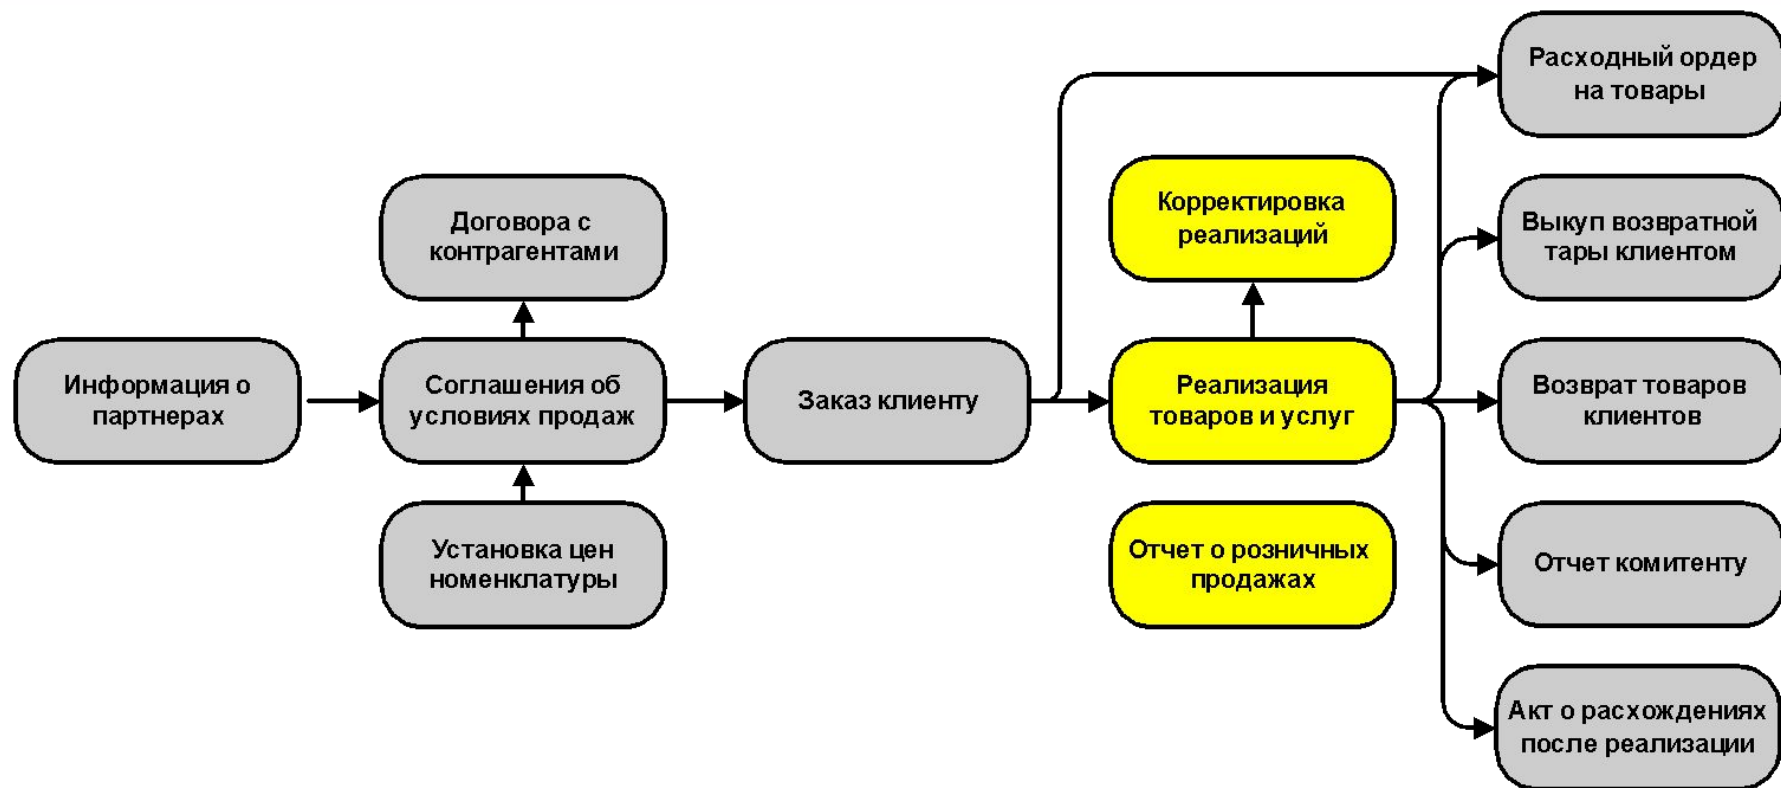 Расходный ордер
на товары
Договора с
контрагентами
Корректировка
реализаций
Выкуп возвратной
тары клиентом
Информация о
партнерах
Соглашения об
условиях продаж
Заказ клиенту
Реализация
товаров и услуг
Возврат товаров
клиентов
Установка цен
номенклатуры
Отчет о розничных
продажах
Отчет комитенту
Акт о расхождениях
после реализации